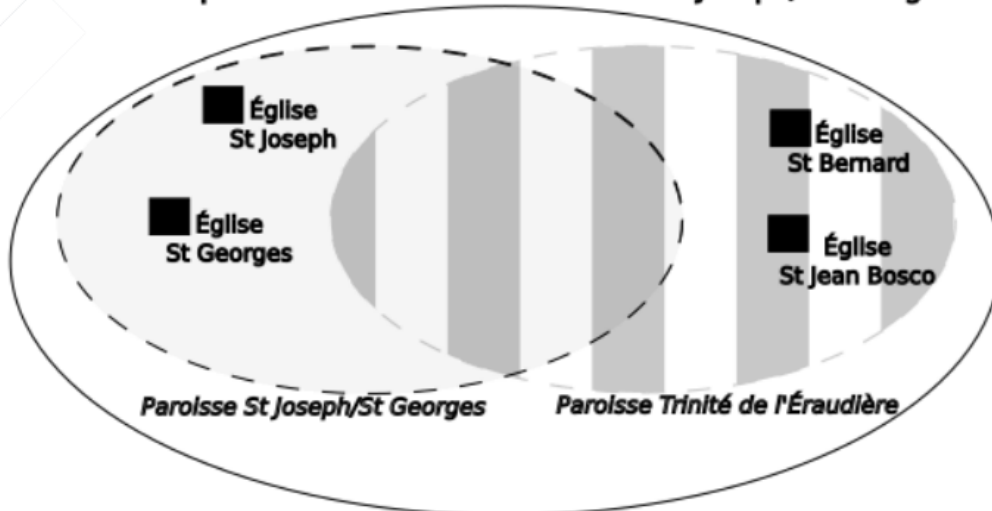 Église
St Joseph
Église
St Georges
Église
St Bernard
Église
St Jean Bosco
Paroisse St Joseph/St Georges
Paroisse Trinité de l'Éraudière